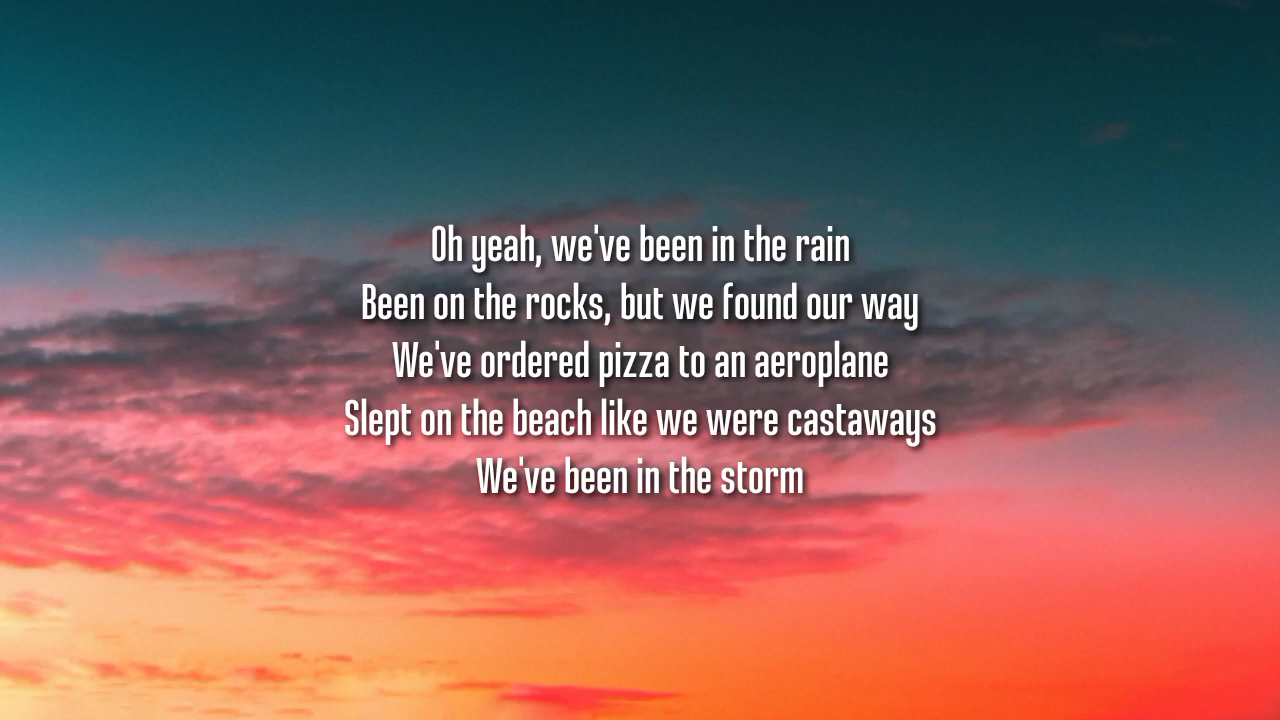 Oh yeah, we've been in the rain
Been on the rocks, but we found our way
We've ordered pizza to an aeroplane
Slept on the beach like we were castaways
We've been in the storm